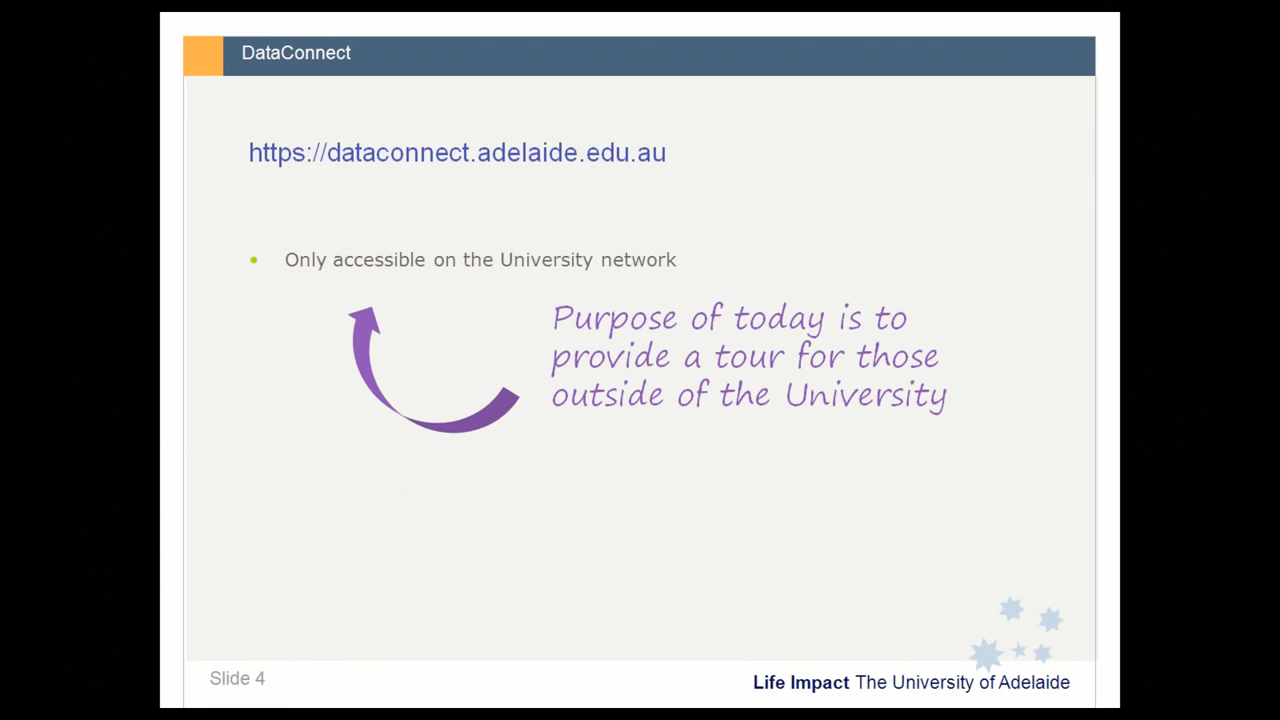 DataConnect
https://dataconnect.adelaide.edu.au
• Only accessible on the University network
Purpose of today is to
provide a tour for those
outside of the University
Slide 4
Life Impact The University of Adelaide